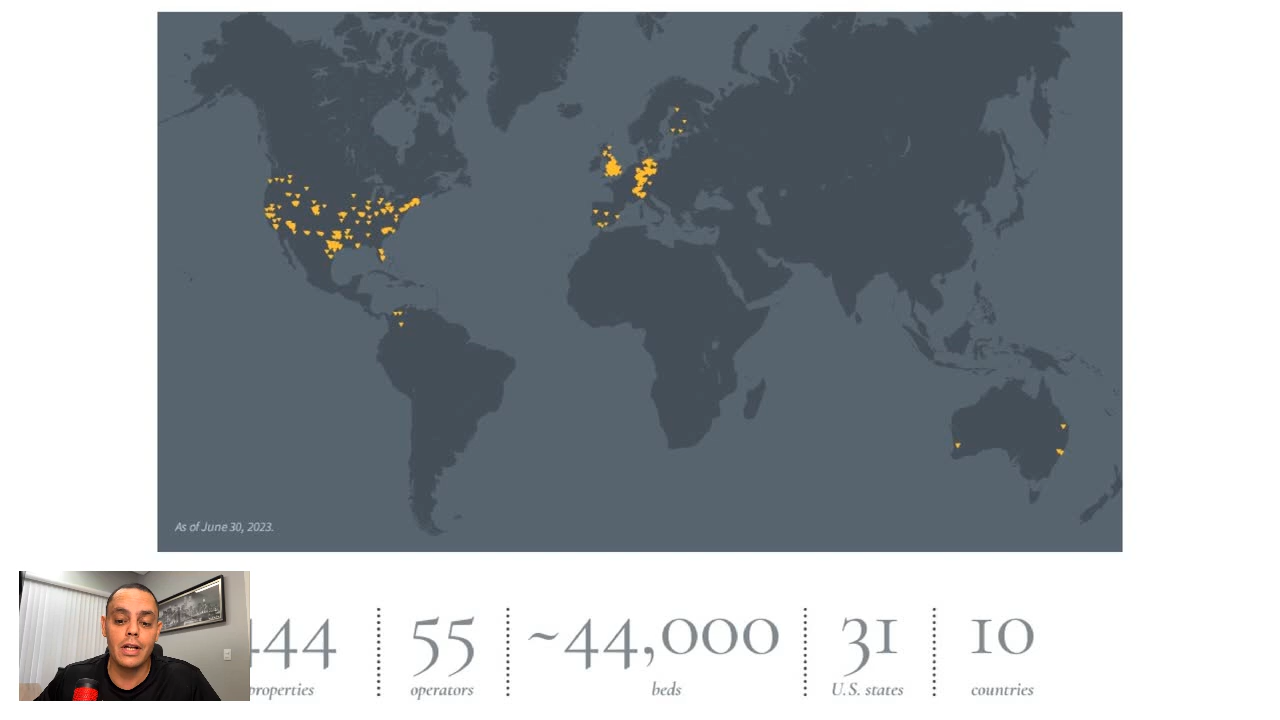 As of June 30, 2023.
444 55 ~44,000 31 10
properties operators beds U.S. states countries